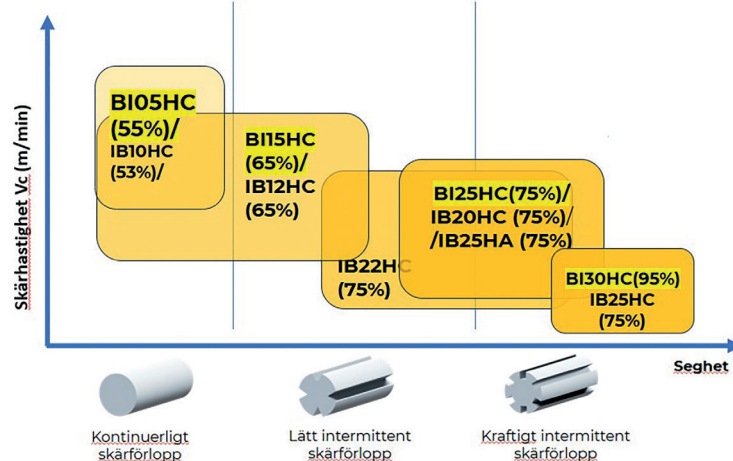 Skärhastighet Vc (m/min)
BI05HC
(55%)/
IB10HC
(53%)/
BI15HC
(65%)/
IB12HC
(65%)
IB22HC
(75%)
BI25HC(75%)/
IB20HC (75%)/
/IB25HA (75%)
BI30HC(95%)
IB25HC
(75%)
Seghet
Kontinuerligt
skärförlopp
Lätt intermittent
skärförlopp
Kraftigt intermittent
skärförlopp